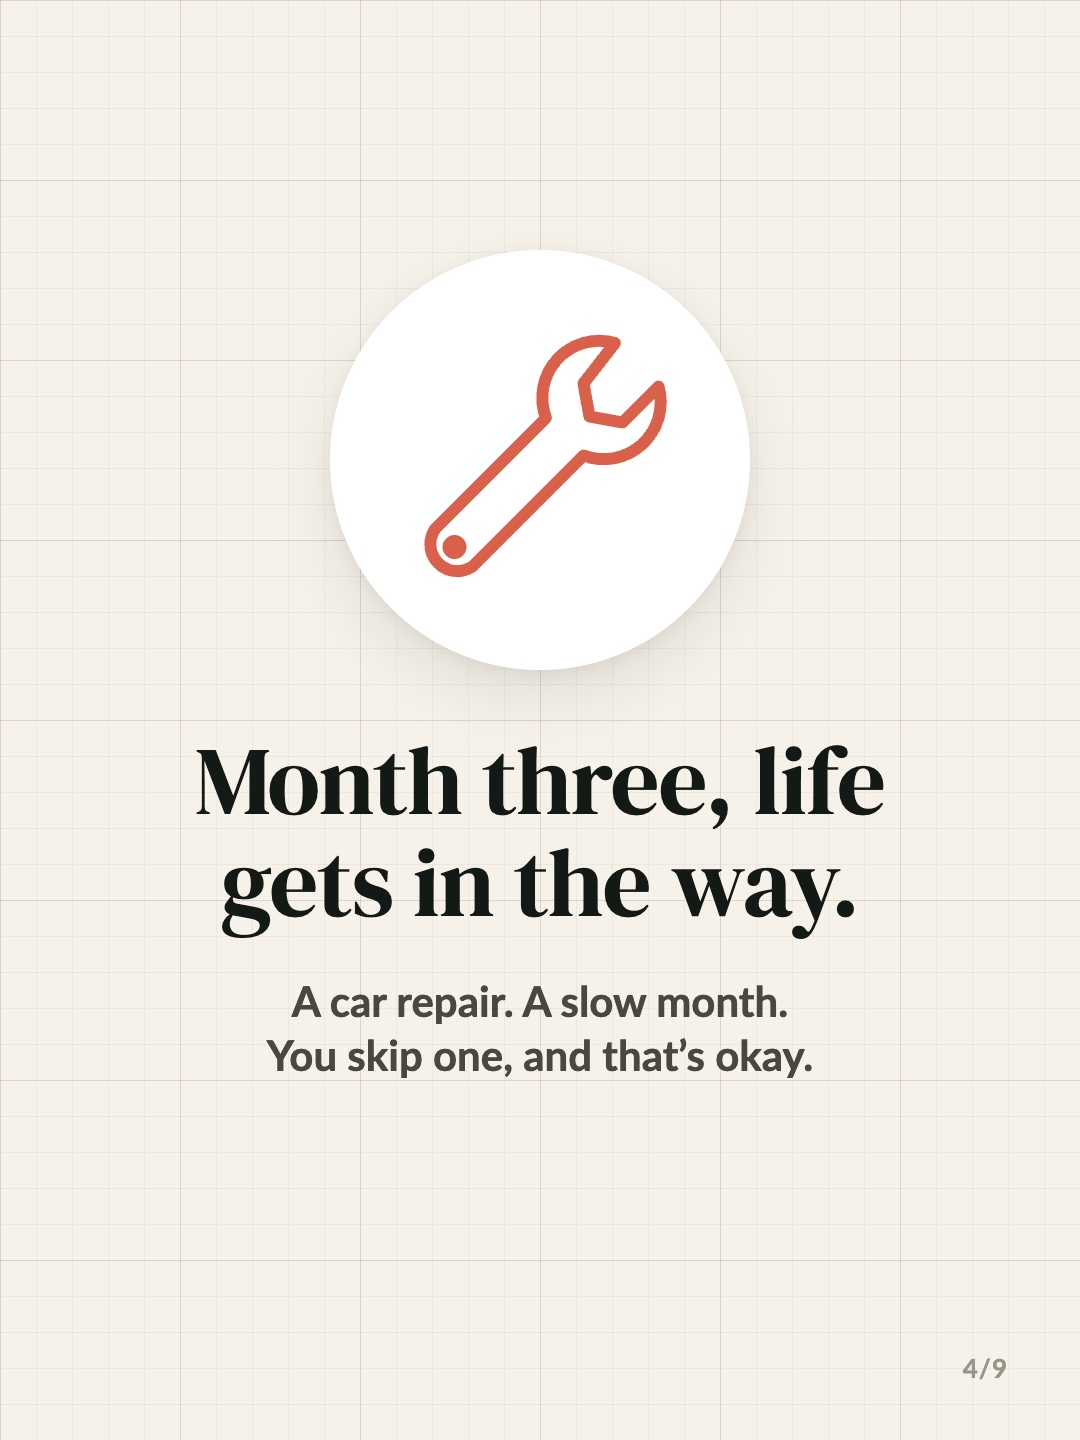 Month three, life
gets in the way.
A car repair. A slow month.
You skip one, and that’s okay.
4/9